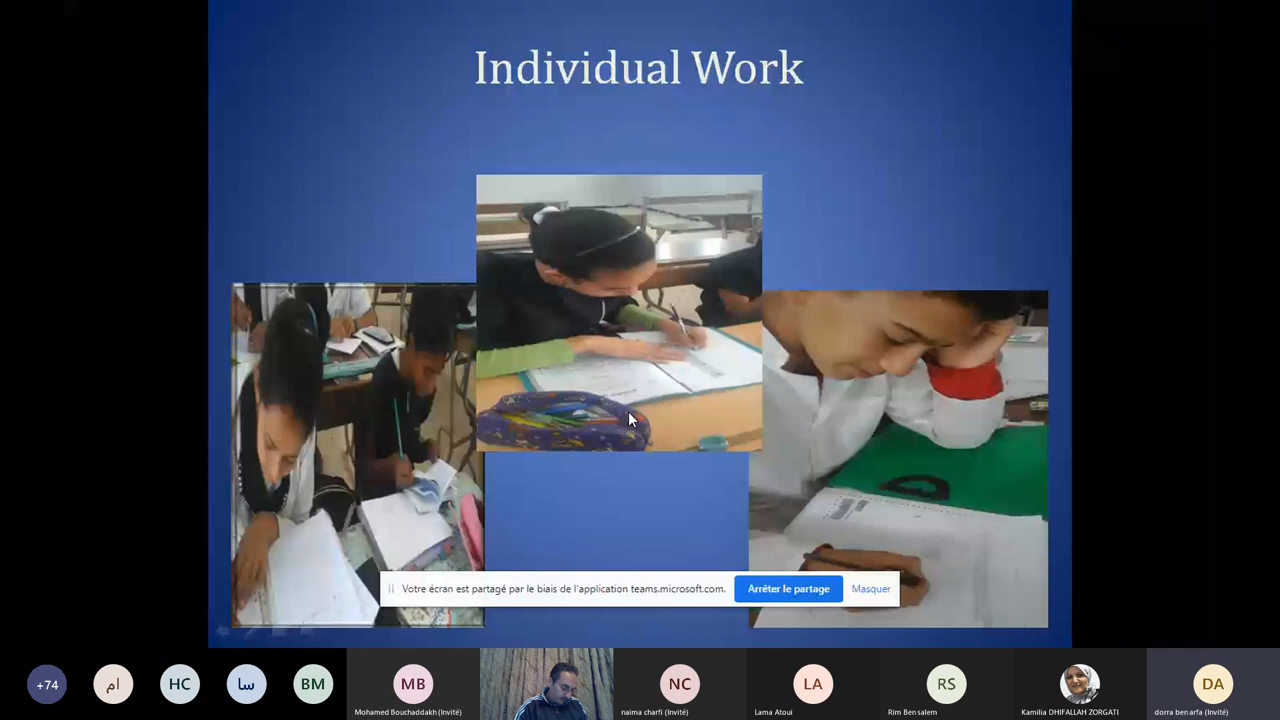 Individual Work
Votre écran est partagé par le biais de l'application teams.microsoft.com.
Arrêter le partage
Masquer
+74
ام
HC
سا
BM
MB
NC
LA
RS
DA
Mohamed Bouchaddakh (Invité)
naima charfi (Invité)
Lama Atoui
Rim Ben salem
Kamilia DHIFALLAH ZORGATI
dorra ben arfa (Invité)